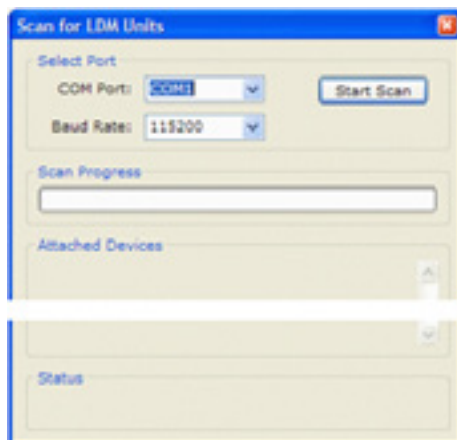 Scan for LDM Units
Select Port
COM Port: COM1
Start Scan
Baud Rate: 115200
Scan Progress
Attached Devices
Status